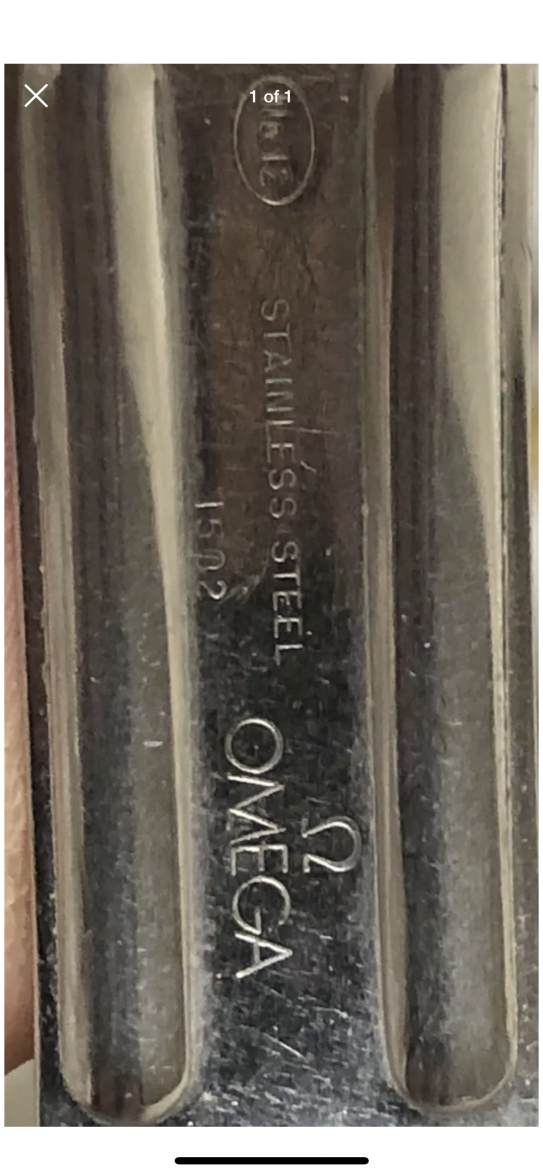 1 of 1
Ω
OMEGA
STAINLESS STEEL
1502